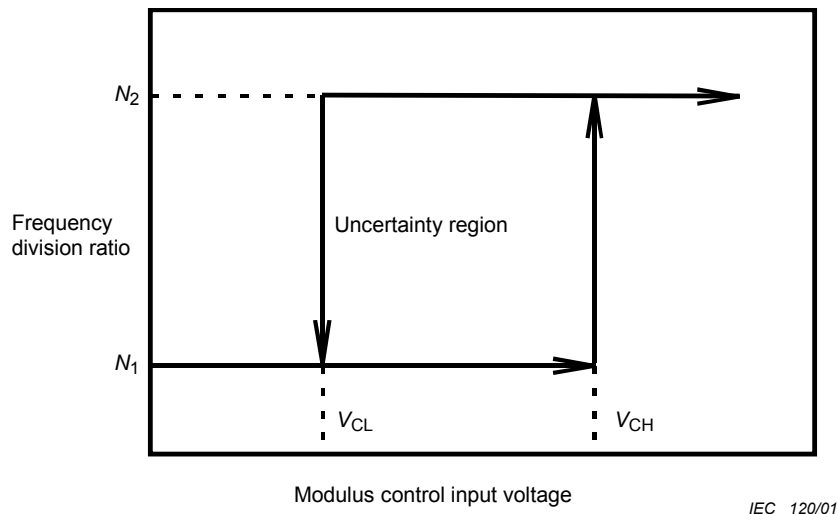 N2
Frequency
division ratio
Uncertainty region
N1
VCL
VCH
Modulus control input voltage
IEC 120/01